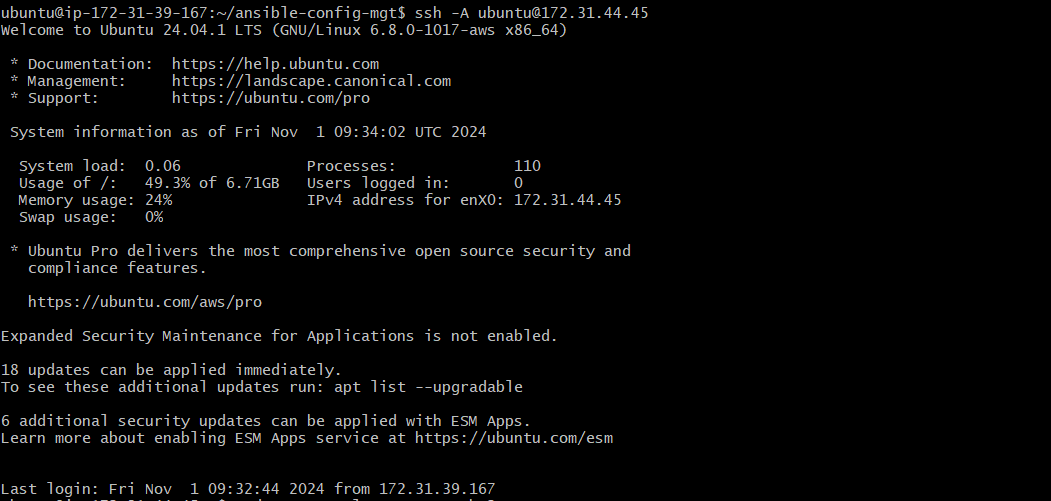 ubuntu@ip-172-31-39-167:~/ansible-config-mgt$ ssh -A ubuntu@172.31.44.45
Welcome to Ubuntu 24.04.1 LTS (GNU/Linux 6.8.0-1017-aws x86_64)
* Documentation:  https://help.ubuntu.com
* Management:     https://landscape.canonical.com
* Support:        https://ubuntu.com/pro
System information as of Fri Nov  1 09:34:02 UTC 2024
System load:  0.06              Processes:             110
Usage of /:   49.3% of 6.71GB   Users logged in:       0
Memory usage: 24%               IPv4 address for enX0: 172.31.44.45
Swap usage:   0%
* Ubuntu Pro delivers the most comprehensive open source security and
compliance features.
https://ubuntu.com/aws/pro
Expanded Security Maintenance for Applications is not enabled.
18 updates can be applied immediately.
To see these additional updates run: apt list --upgradable
6 additional security updates can be applied with ESM Apps.
Learn more about enabling ESM Apps service at https://ubuntu.com/esm
Last login: Fri Nov  1 09:32:44 2024 from 172.31.39.167